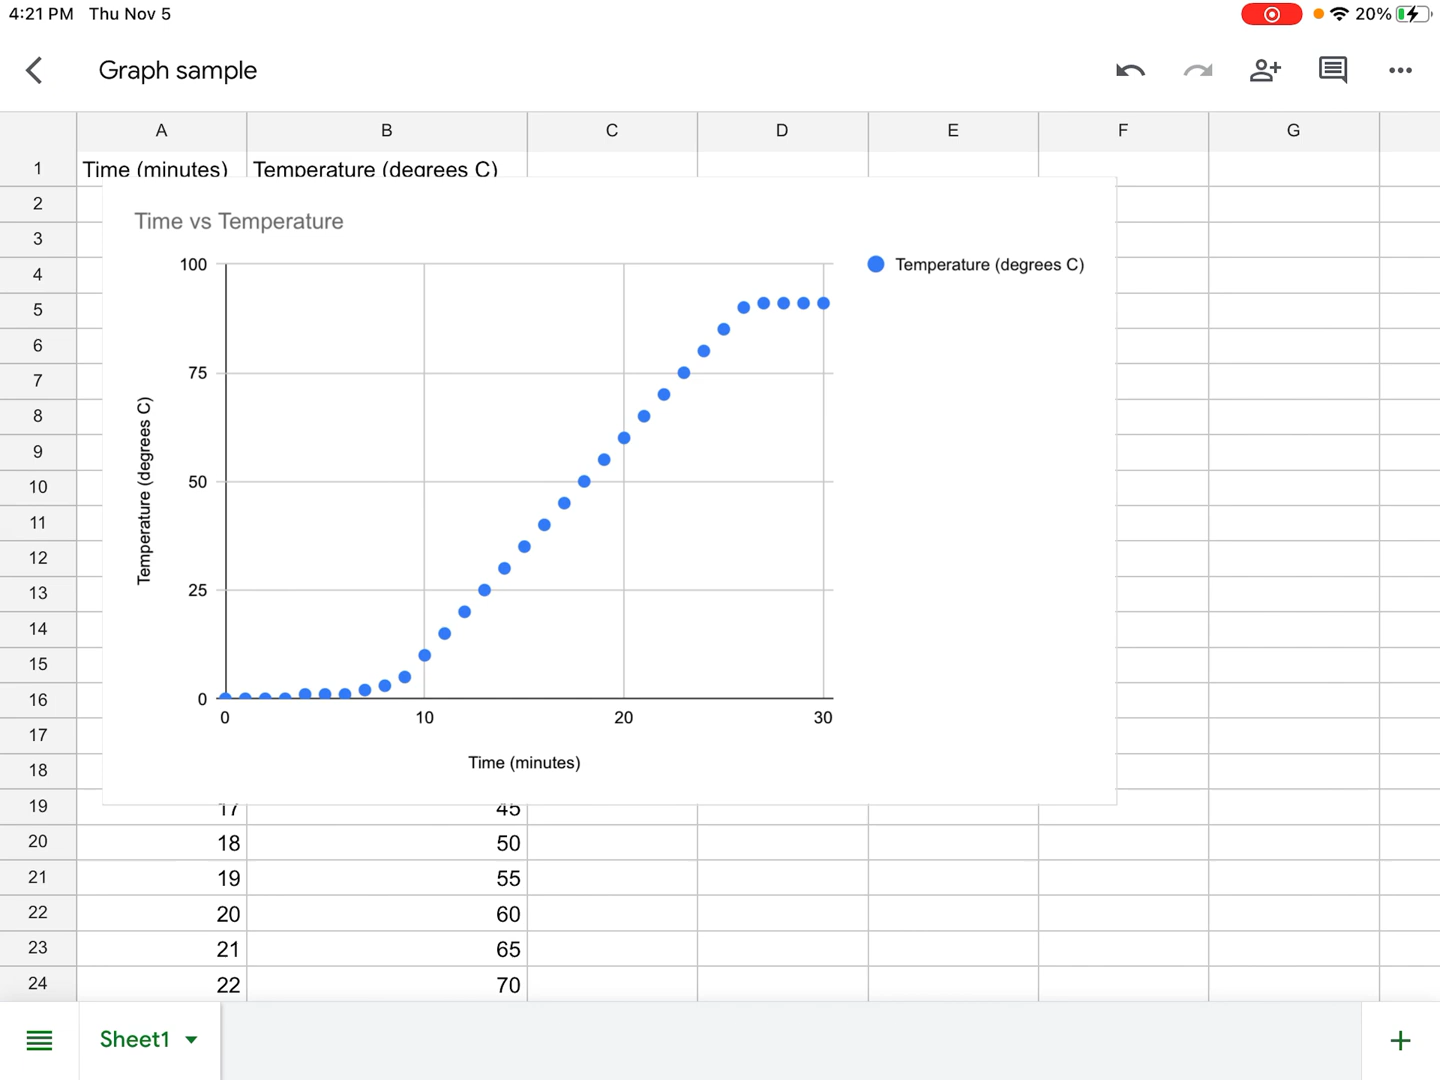 4:21 PM Thu Nov 5 20%
Graph sample
A B C D E F G
1 Time (minutes) Temperature (degrees C)
2
3
4
5
6
7
8
9
10
11
12
13
14
15
16
17
18
Time vs Temperature
Temperature (degrees C)
100
75
50
25
0
Temperature (degrees C)
0 10 20 30
Time (minutes)
19 17 45
20 18 50
21 19 55
22 20 60
23 21 65
24 22 70
Sheet1